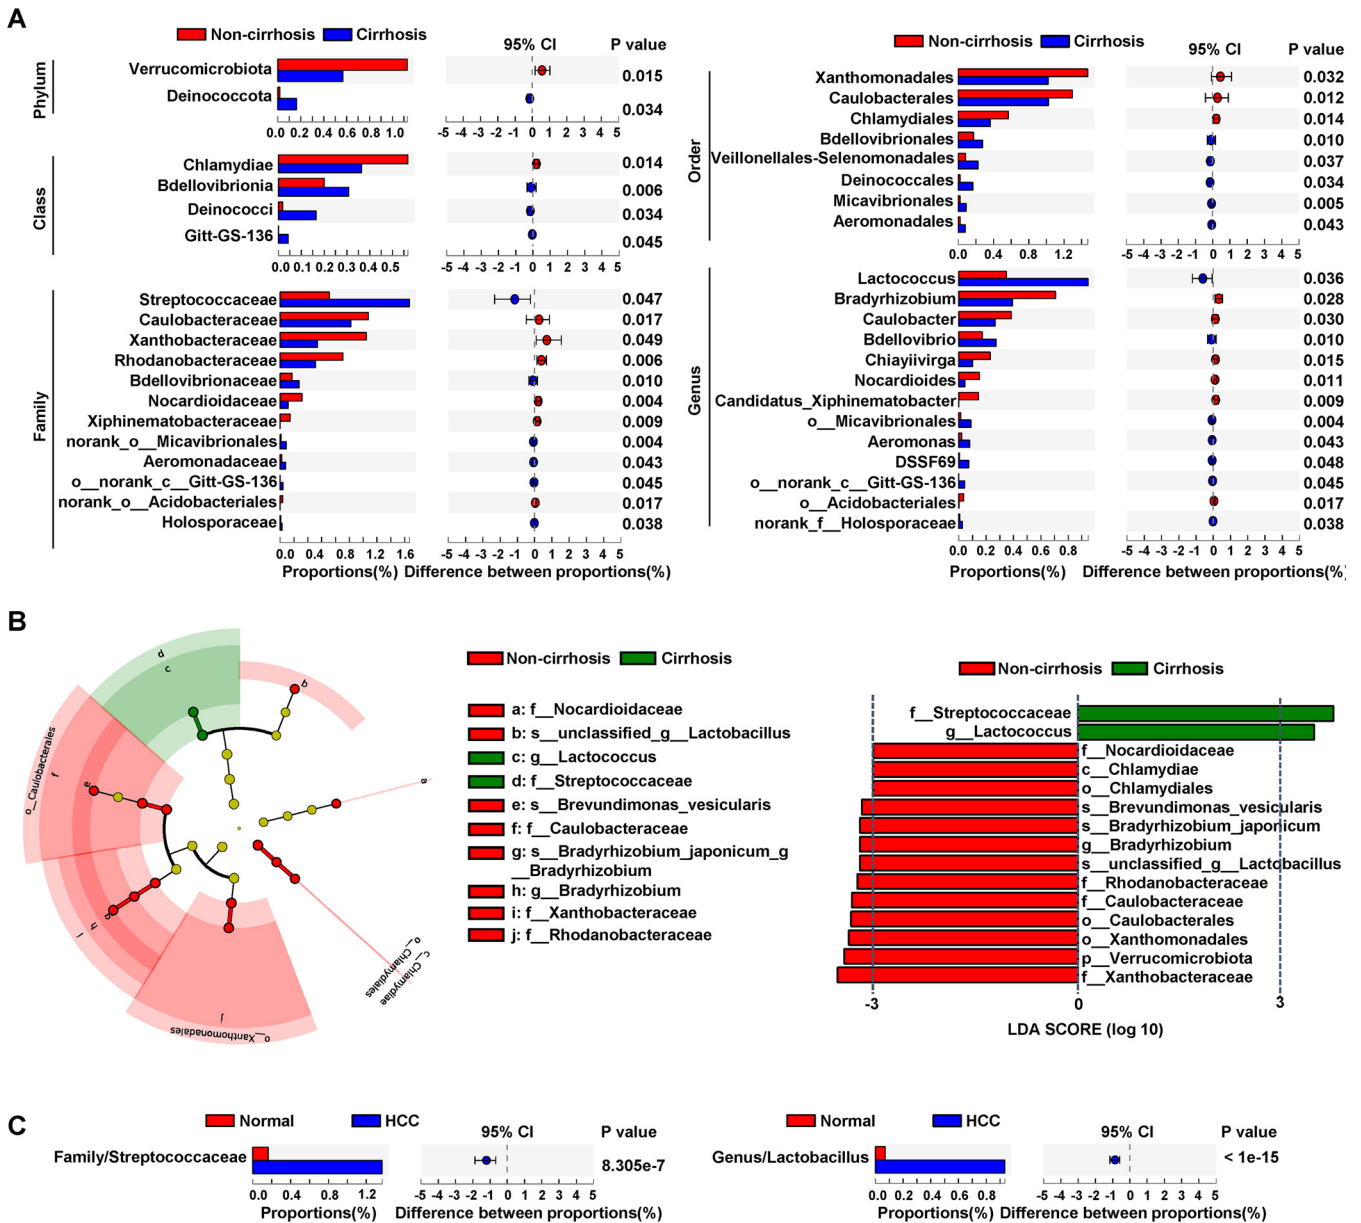 A
Non-cirrhosis Cirrhosis 95% CI P value
Phylum
Verrucomicrobiota 0.015
Deinococcota 0.034
0.0 0.2 0.4 0.6 0.8 1.0 -5 -4 -3 -2 -1 0 1 2 3 4 5
Class
Chlamydiae 0.014
Bdellovibrionia 0.006
Deinococci 0.034
Gitt-GS-136 0.045
0.0 0.1 0.2 0.3 0.4 0.5 -5 -4 -3 -2 -1 0 1 2 3 4 5
Family
Streptococcaceae 0.047
Caulobacteraceae 0.017
Xanthobacteraceae 0.049
Rhodanobacteraceae 0.006
Bdellovibrionaceae 0.010
Nocardioidaceae 0.004
Xiphinematobacteraceae 0.009
norank_o__Micavibrionales 0.004
Aeromonadaceae 0.043
o__norank_c__Gitt-GS-136 0.045
norank_o__Acidobacteriales 0.017
Holosporaceae 0.038
0.0 0.4 0.8 1.2 1.6 -5 -4 -3 -2 -1 0 1 2 3 4 5
Proportions(%) Difference between proportions(%)
Non-cirrhosis Cirrhosis 95% CI P value
Order
Xanthomonadales 0.032
Caulobacterales 0.012
Chlamydiales 0.014
Bdellovibrionales 0.010
Veillonellales-Selenomonadales 0.037
Deinococcales 0.034
Micavibrionales 0.005
Aeromonadales 0.043
0.0 0.2 0.4 0.6 0.8 1.0 1.2 1.4 -5 -4 -3 -2 -1 0 1 2 3 4 5
Genus
Lactococcus 0.036
Bradyrhizobium 0.028
Caulobacter 0.030
Bdellovibrio 0.010
Chiayiivirga 0.015
Nocardioides 0.011
Candidatus_Xiphinematobacter 0.009
o__Micavibrionales 0.004
Aeromonas 0.043
DSSF69 0.048
o__norank_c__Gitt-GS-136 0.045
o__Acidobacteriales 0.017
norank_f__Holosporaceae 0.038
0.0 0.2 0.4 0.6 0.8 -5 -4 -3 -2 -1 0 1 2 3 4 5
Proportions(%) Difference between proportions(%)
B
d
c
b
o__Caulobacterales
f
e
a
g
h
i
j
o__Xanthomonadales
c__Chlamydiae
o__Chlamydiales
Non-cirrhosis Cirrhosis
a: f__Nocardioidaceae
b: s__unclassified_g__Lactobacillus
c: g__Lactococcus
d: f__Streptococcaceae
e: s__Brevundimonas_vesicularis
f: f__Caulobacteraceae
g: s__Bradyrhizobium_japonicum_g
__Bradyrhizobium
h: g__Bradyrhizobium
i: f__Xanthobacteraceae
j: f__Rhodanobacteraceae
Non-cirrhosis Cirrhosis
f__Streptococcaceae
g__Lactococcus
f__Nocardioidaceae
c__Chlamydiae
o__Chlamydiales
s__Brevundimonas_vesicularis
s__Bradyrhizobium_japonicum
g__Bradyrhizobium
s__unclassified_g__Lactobacillus
f__Rhodanobacteraceae
f__Caulobacteraceae
o__Caulobacterales
o__Xanthomonadales
p__Verrucomicrobiota
f__Xanthobacteraceae
-3 0 3
LDA SCORE (log 10)
C
Normal HCC 95% CI P value
Family/Streptococcaceae 8.305e-7
0.0 0.4 0.8 1.2 -5 -4 -3 -2 -1 0 1 2 3 4 5
Proportions(%) Difference between proportions(%)
Normal HCC 95% CI P value
Genus/Lactobacillus < 1e-15
0.0 0.2 0.4 0.6 0.8 -5 -4 -3 -2 -1 0 1 2 3 4 5
Proportions(%) Difference between proportions(%)